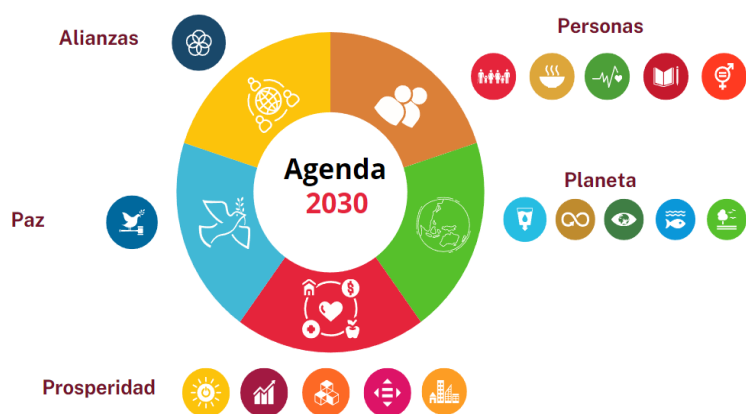 Alianzas
Personas
Agenda
2030
Planeta
Paz
Prosperidad